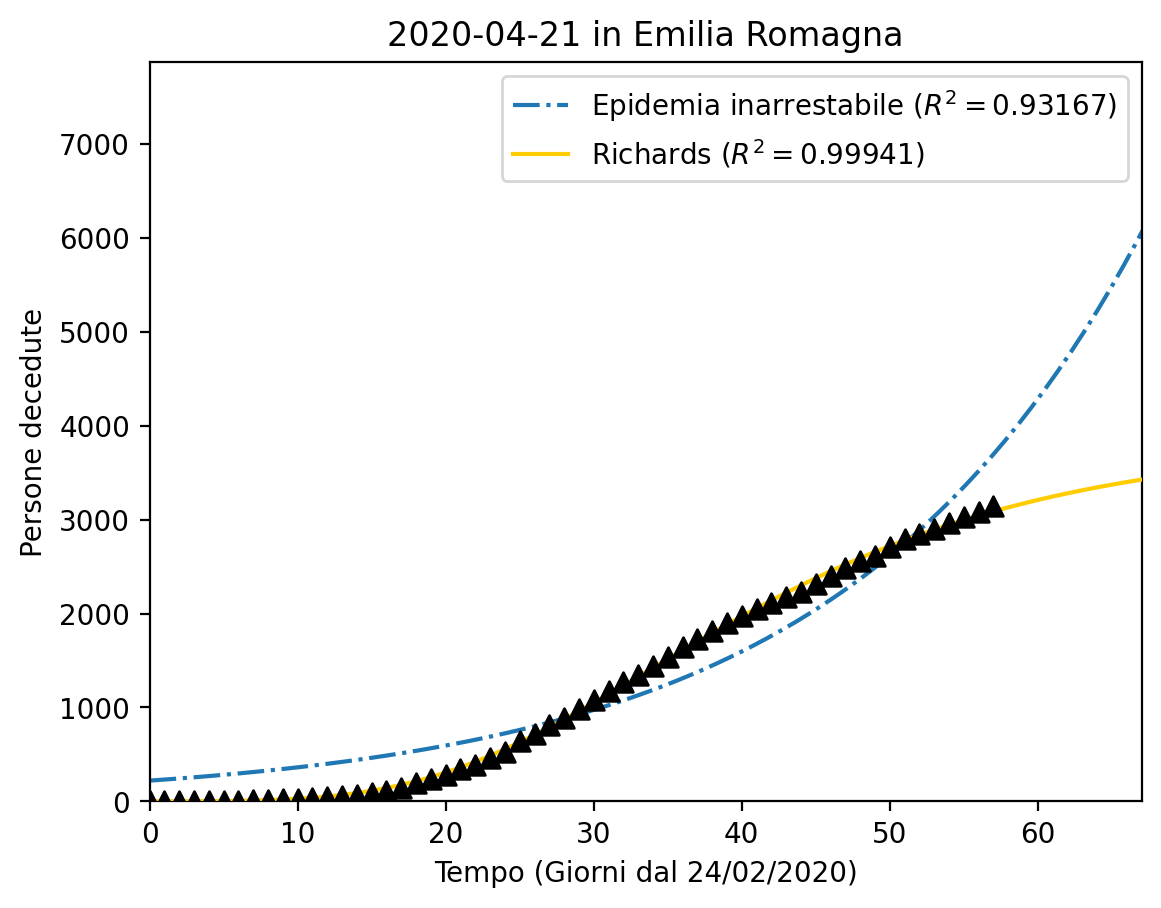 2020-04-21 in Emilia Romagna
Epidemia inarrestabile (R² = 0.93167)
Richards (R² = 0.99941)
Persone decedute
7000
6000
5000
4000
3000
2000
1000
0
0 10 20 30 40 50 60
Tempo (Giorni dal 24/02/2020)